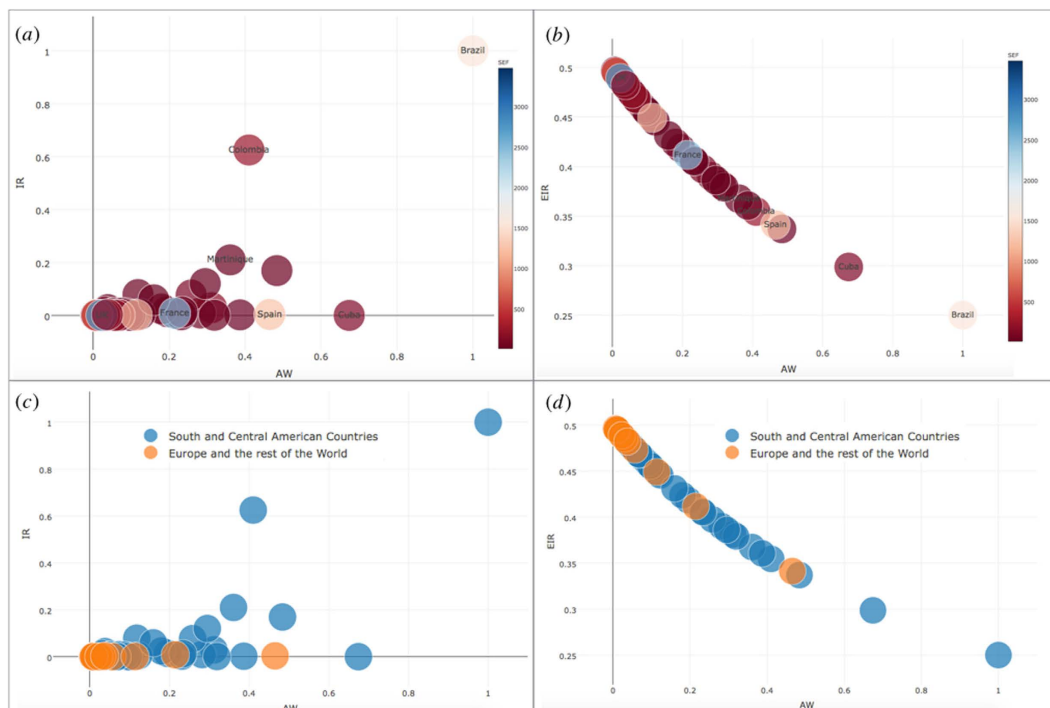 (a)
1
0.8
0.6
0.4
0.2
0
IR
Brazil
Colombia
Martinique
France
Spain
Cuba
SEF
3000
2500
2000
1500
1000
500
0 0.2 0.4 0.6 0.8 1
AW
(b)
0.5
0.45
0.4
0.35
0.3
0.25
EIR
France
Spain
Cuba
Brazil
SEF
3000
2500
2000
1500
1000
500
0 0.2 0.4 0.6 0.8 1
AW
(c)
1
0.8
0.6
0.4
0.2
0
IR
South and Central American Countries
Europe and the rest of the World
0 0.2 0.4 0.6 0.8 1
AW
(d)
0.5
0.45
0.4
0.35
0.3
0.25
EIR
South and Central American Countries
Europe and the rest of the World
0 0.2 0.4 0.6 0.8 1
AW